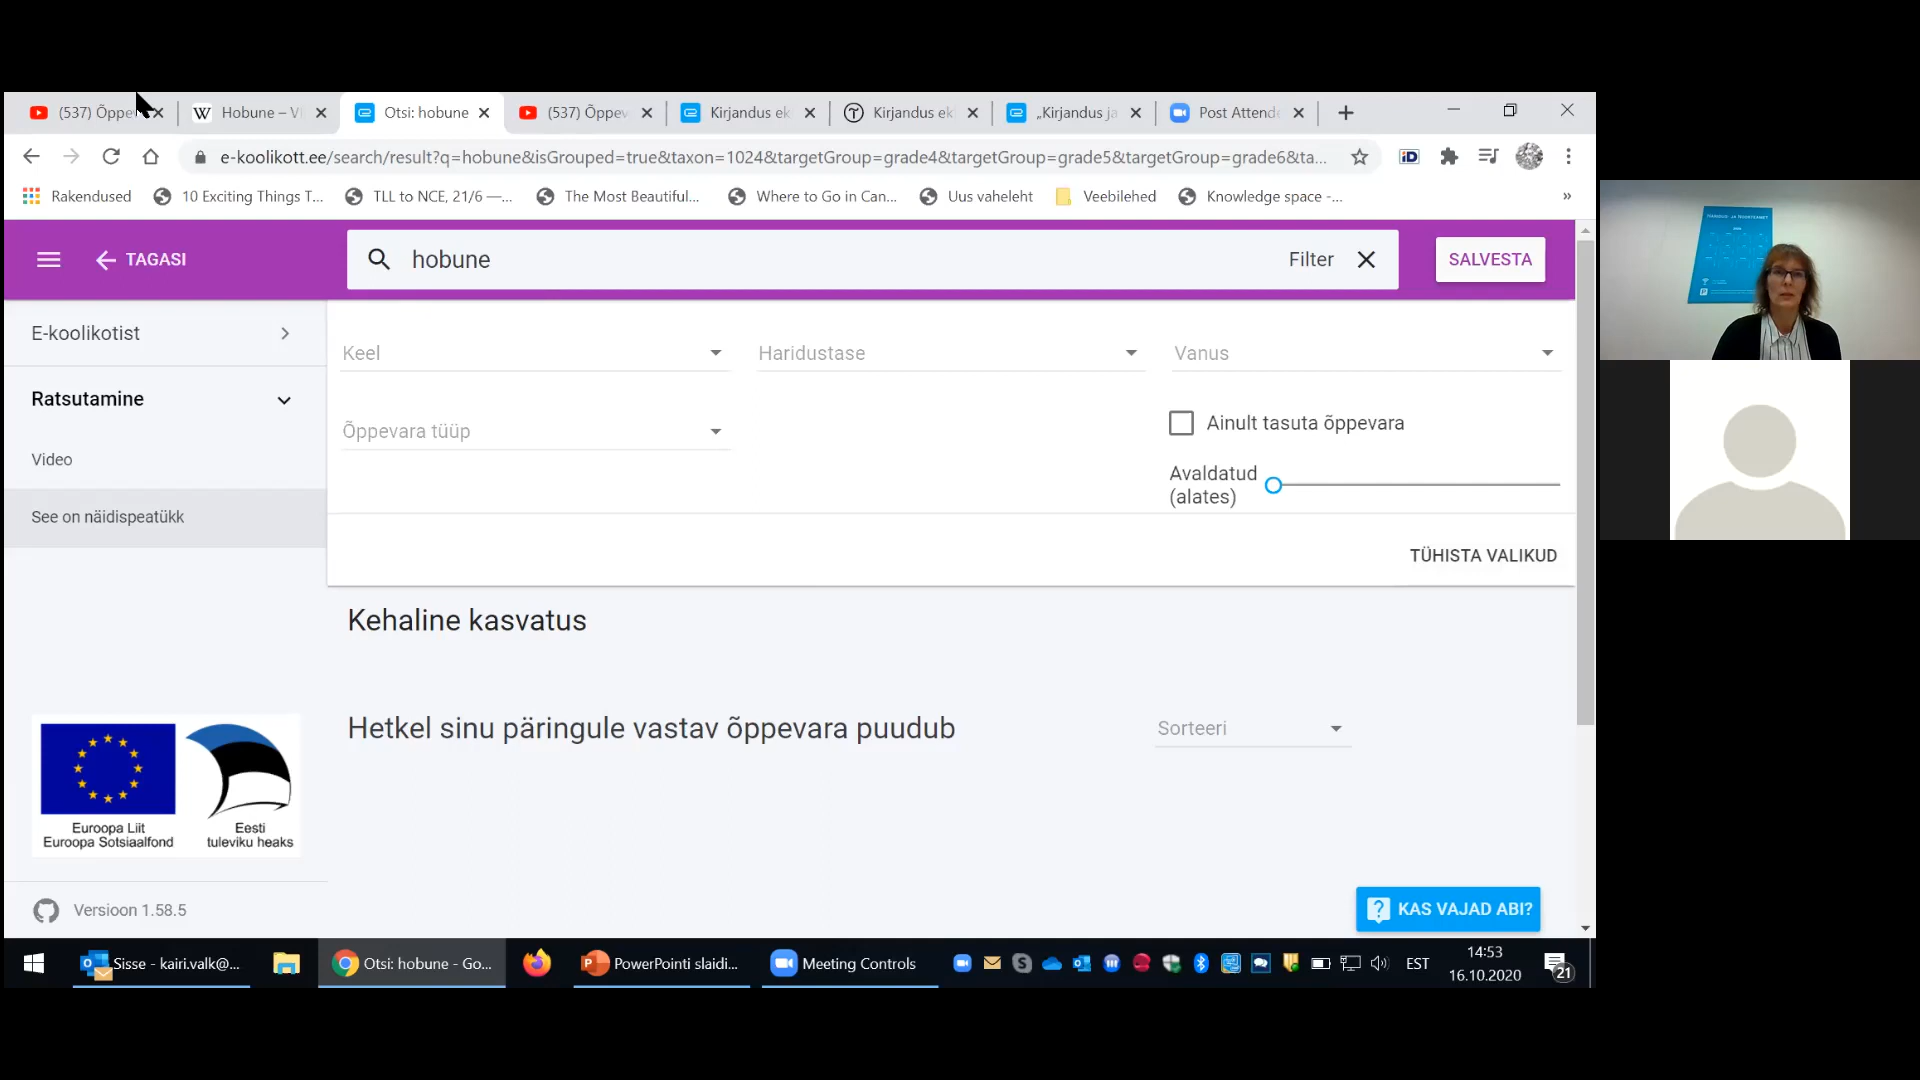 (537) Õppe
Hobune – V
Otsi: hobune
(537) Õppev
Kirjandus ek
Kirjandus ek
„Kirjandus ja
Post Attende
e-koolikott.ee/search/result?q=hobune&isGrouped=true&taxon=1024&targetGroup=grade4&targetGroup=grade5&targetGroup=grade6&ta...
iD
Rakendused
10 Exciting Things T...
TLL to NCE, 21/6 —...
The Most Beautiful...
Where to Go in Can...
Uus vaheleht
Veebilehed
Knowledge space -...
»
TAGASI
hobune
Filter
SALVESTA
E-koolikotist
Ratsutamine
Video
See on näidispeatükk
Keel
Haridustase
Vanus
Õppevara tüüp
Ainult tasuta õppevara
Avaldatud
(alates)
TÜHISTA VALIKUD
Kehaline kasvatus
Hetkel sinu päringule vastav õppevara puudub
Sorteeri
Euroopa Liit
Euroopa Sotsiaalfond
Eesti
tuleviku heaks
Versioon 1.58.5
KAS VAJAD ABI?
Sisse - kairi.valk@...
Otsi: hobune - Go...
PowerPointi slaidi...
Meeting Controls
EST
14:53
16.10.2020
21